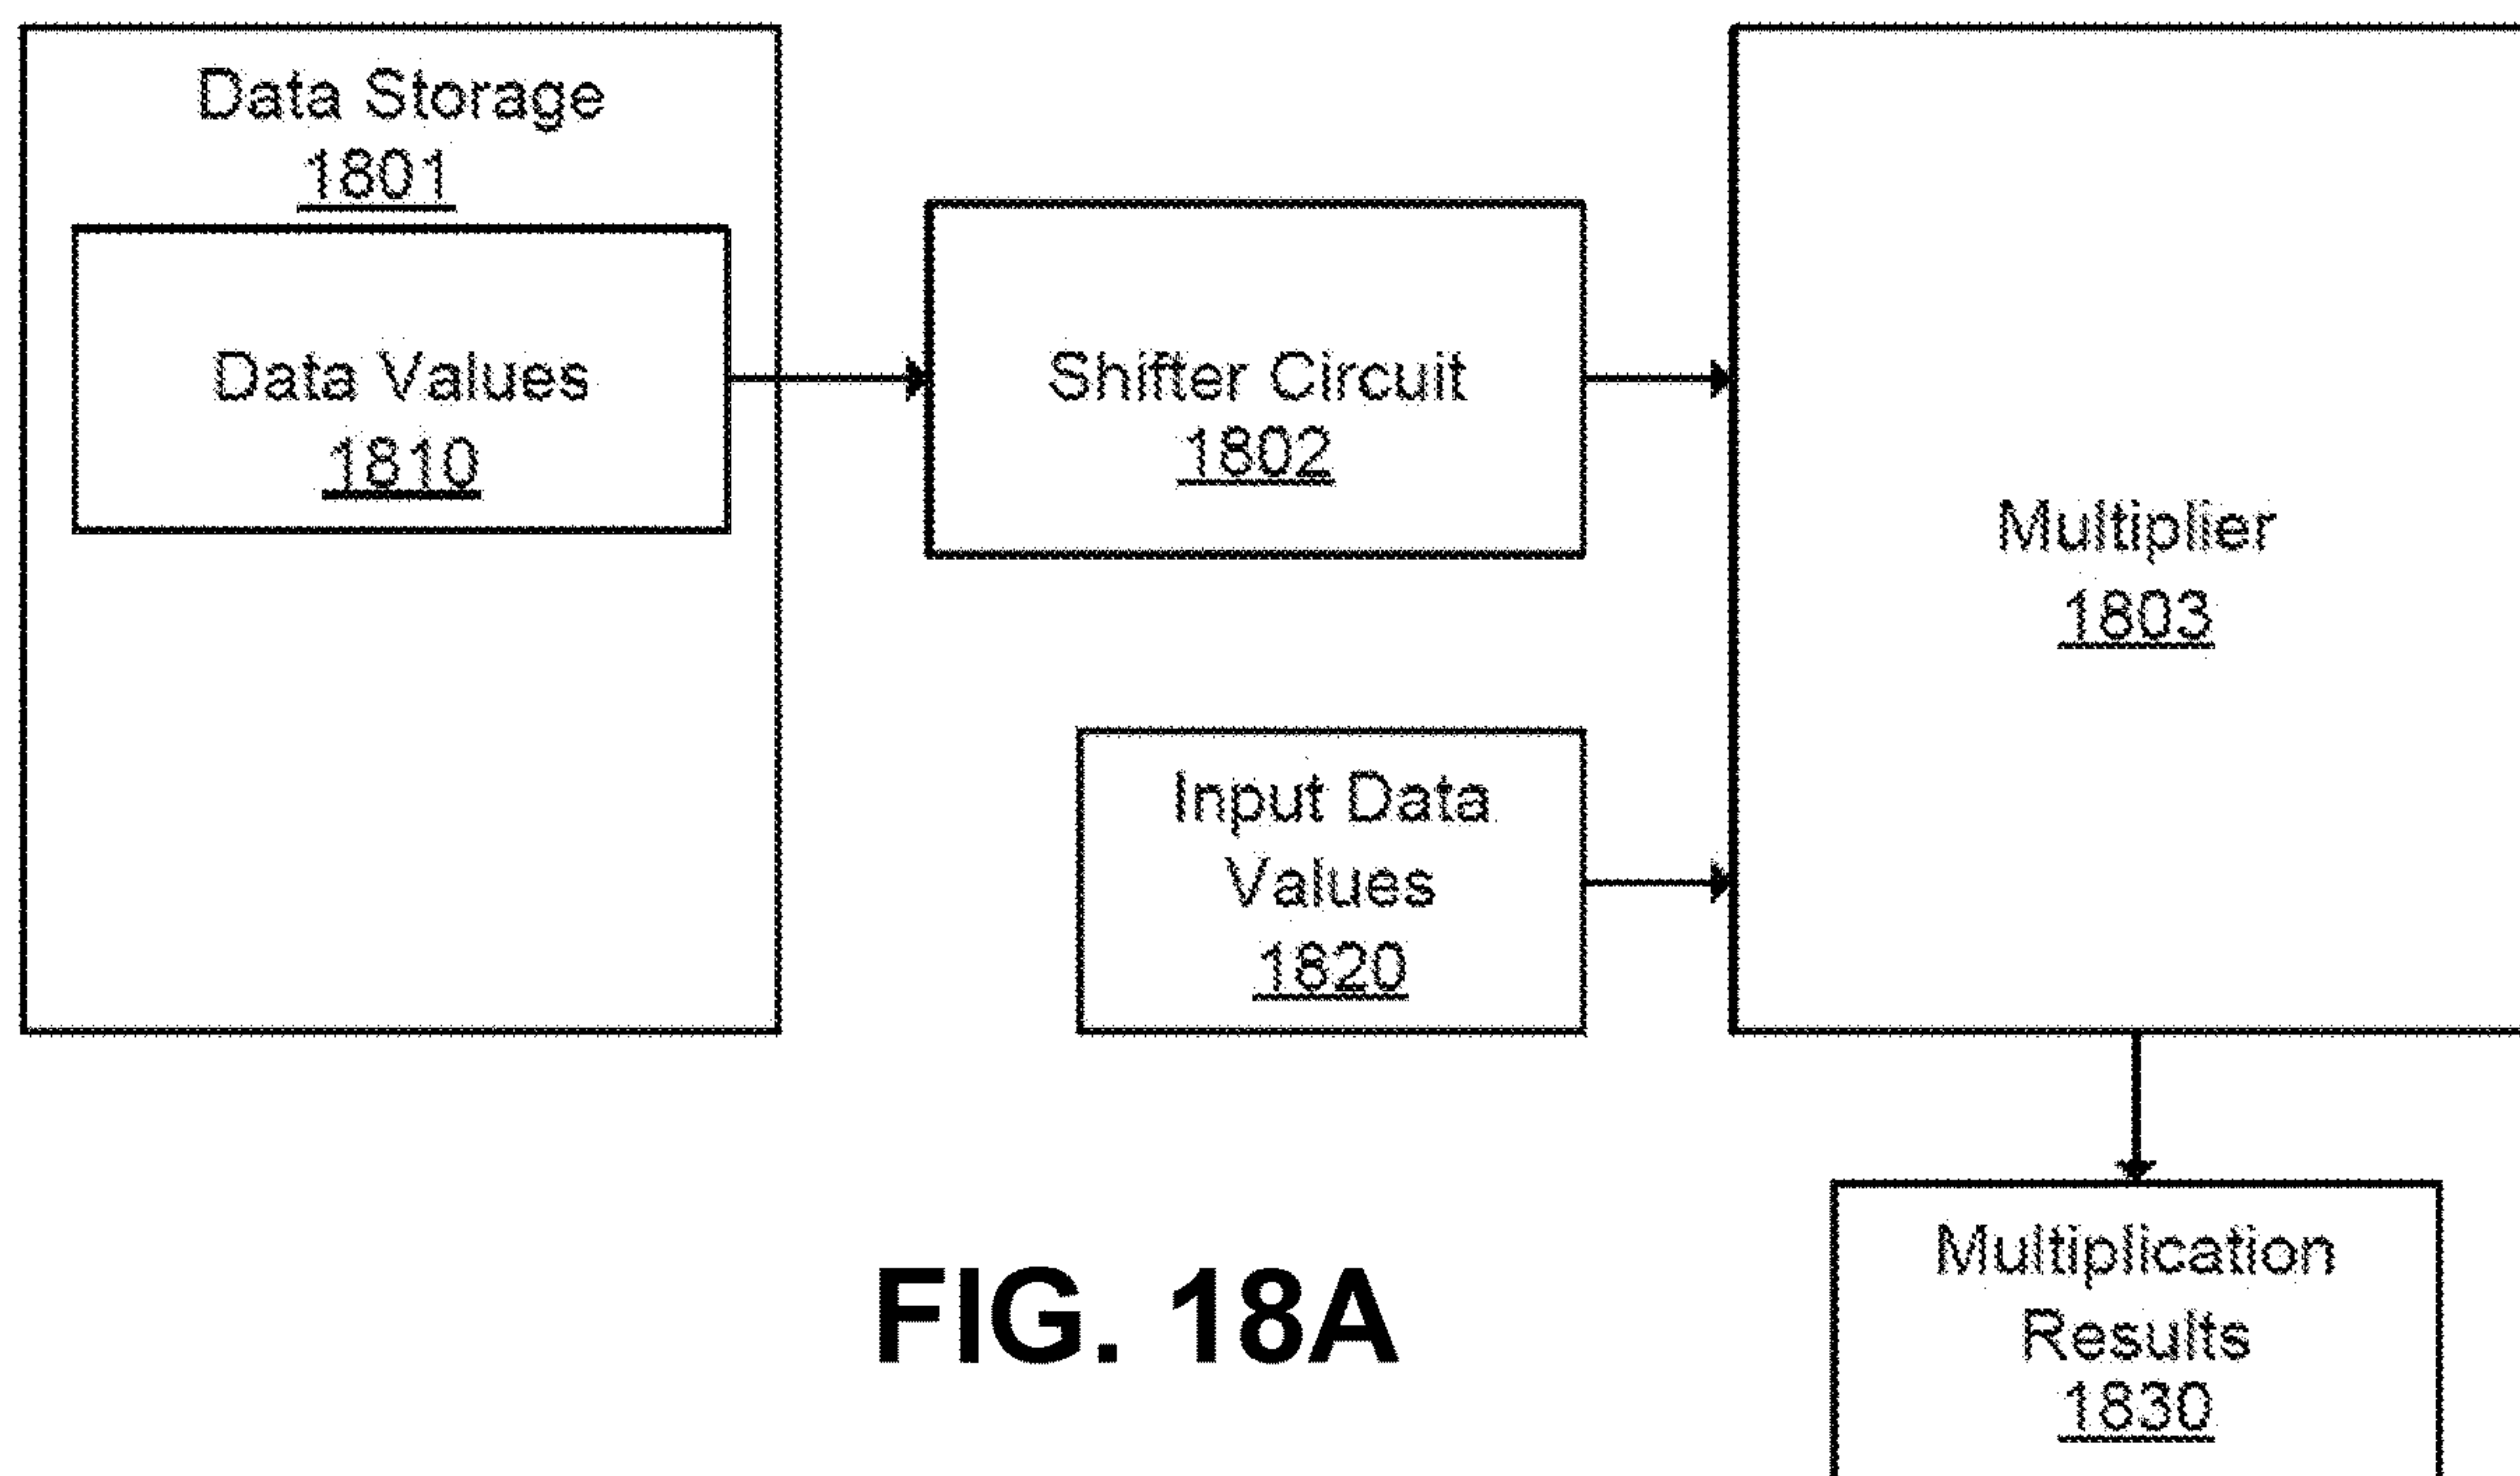 Data Storage
1801
Data Values
1810
Shifter Circuit
1802
Multiplier
1803
Input Data
Values
1820
Multiplication
Results
1830
FIG. 18A